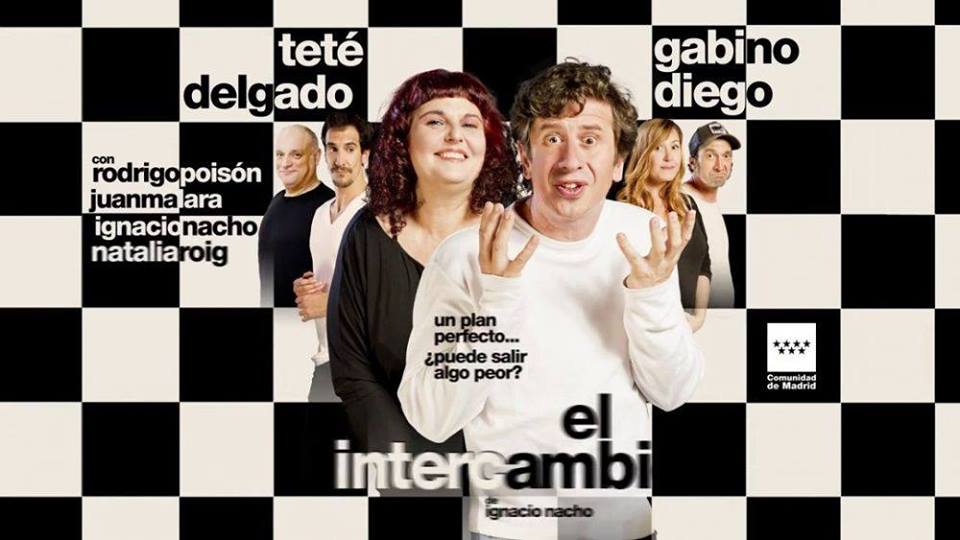 teté
delgado
gabino
diego
con
rodrigopoisón
juanmalara
ignacionacho
nataliaroig
un plan
perfecto...
¿puede salir
algo peor?
Comunidad
de Madrid
el
intercambi
de
ignacio nacho